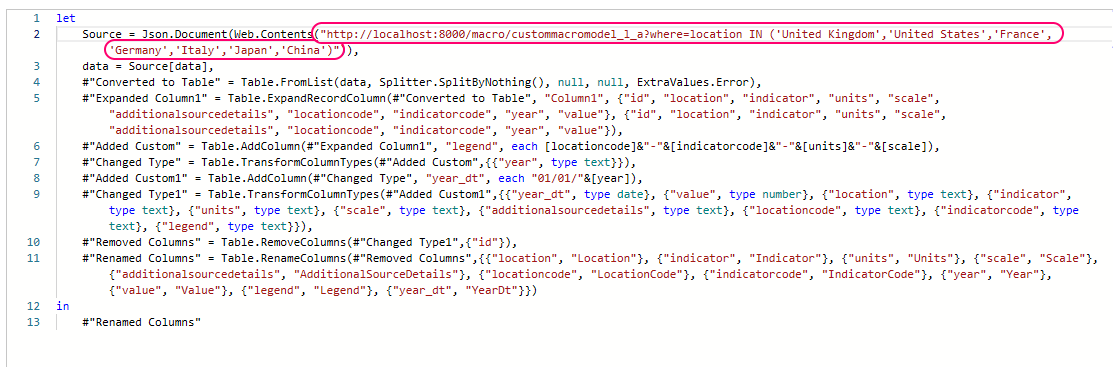 1 let
2 Source = Json.Document(Web.Contents("http://localhost:8000/macro/custommacromodel_l_a?where=location IN ('United Kingdom','United States','France',
'Germany','Italy','Japan','China')")),
3 data = Source[data],
4 #"Converted to Table" = Table.FromList(data, Splitter.SplitByNothing(), null, null, ExtraValues.Error),
5 #"Expanded Column1" = Table.ExpandRecordColumn(#"Converted to Table", "Column1", {"id", "location", "indicator", "units", "scale",
"additionalsourcedetails", "locationcode", "indicatorcode", "year", "value"}, {"id", "location", "indicator", "units", "scale",
"additionalsourcedetails", "locationcode", "indicatorcode", "year", "value"}),
6 #"Added Custom" = Table.AddColumn(#"Expanded Column1", "legend", each [locationcode]&"-"&[indicatorcode]&"-"&[units]&"-"&[scale]),
7 #"Changed Type" = Table.TransformColumnTypes(#"Added Custom",{{"year", type text}}),
8 #"Added Custom1" = Table.AddColumn(#"Changed Type", "year_dt", each "01/01/"&[year]),
9 #"Changed Type1" = Table.TransformColumnTypes(#"Added Custom1",{{"year_dt", type date}, {"value", type number}, {"location", type text}, {"indicator",
type text}, {"units", type text}, {"scale", type text}, {"additionalsourcedetails", type text}, {"locationcode", type text}, {"indicatorcode", type
text}, {"legend", type text}}),
10 #"Removed Columns" = Table.RemoveColumns(#"Changed Type1",{"id"}),
11 #"Renamed Columns" = Table.RenameColumns(#"Removed Columns",{{"location", "Location"}, {"indicator", "Indicator"}, {"units", "Units"}, {"scale", "Scale"},
{"additionalsourcedetails", "AdditionalSourceDetails"}, {"locationcode", "LocationCode"}, {"indicatorcode", "IndicatorCode"}, {"year", "Year"},
{"value", "Value"}, {"legend", "Legend"}, {"year_dt", "YearDt"}})
12 in
13 #"Renamed Columns"